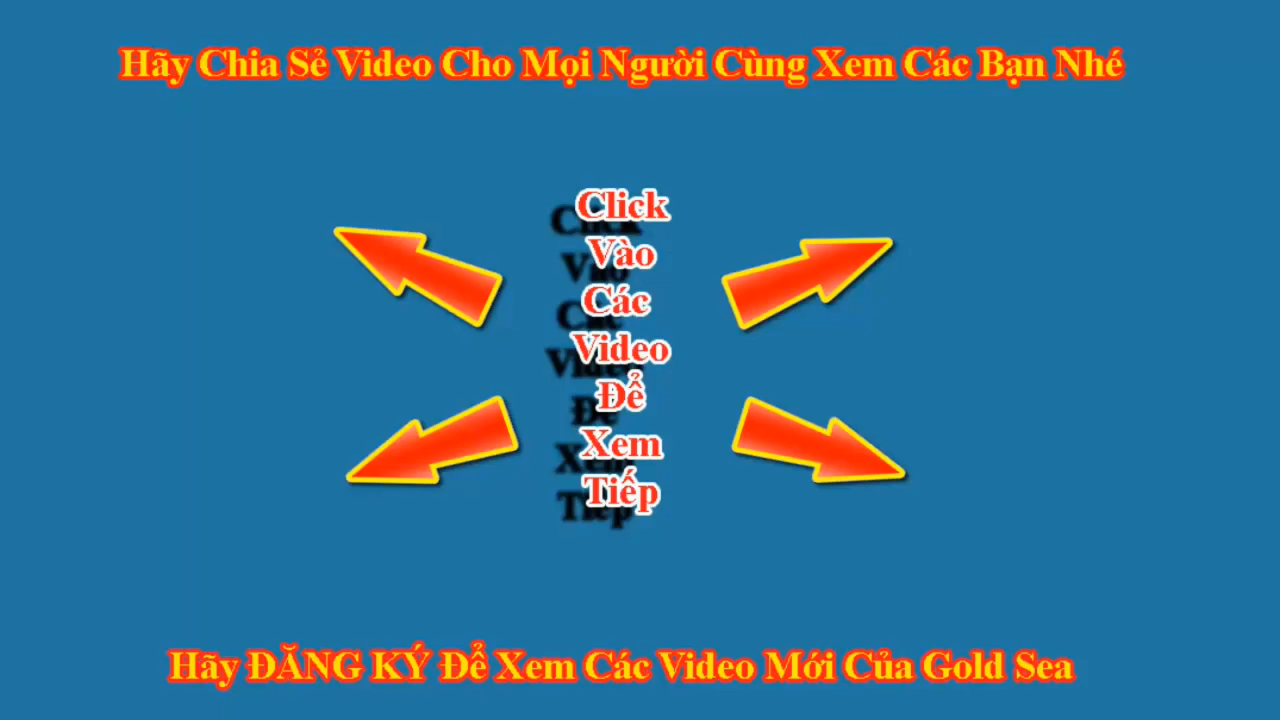 Hãy Chia Sẻ Video Cho Mọi Người Cùng Xem Các Bạn Nhé
Click
Vào
Các
Video
Để
Xem
Tiếp
Hãy ĐĂNG KÝ Để Xem Các Video Mới Của Gold Sea